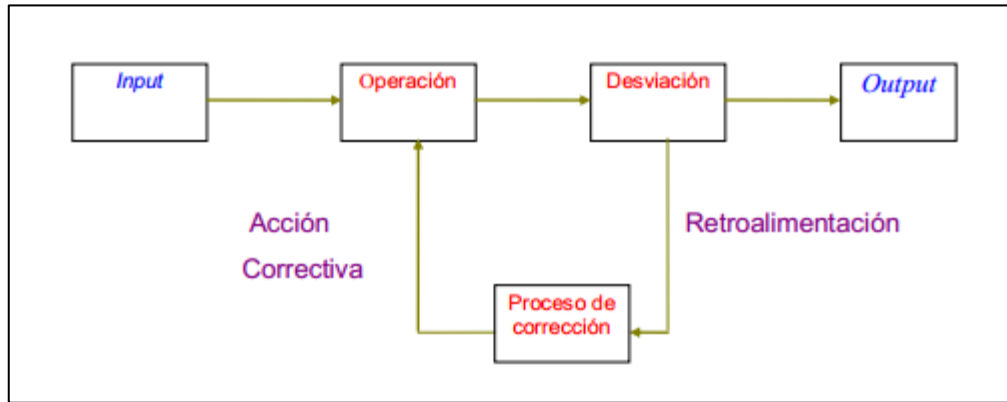 Input
Operación
Desviación
Output
Acción
Correctiva
Retroalimentación
Proceso de
corrección